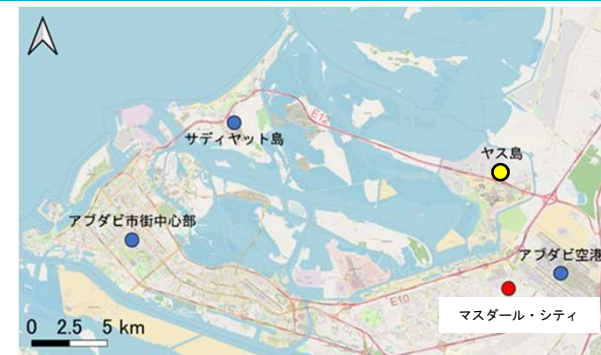 サディヤット島
E12
ヤス島
アブダビ市街中心部
アブダビ空港
E10
マスダール・シティ
0 2.5 5 km